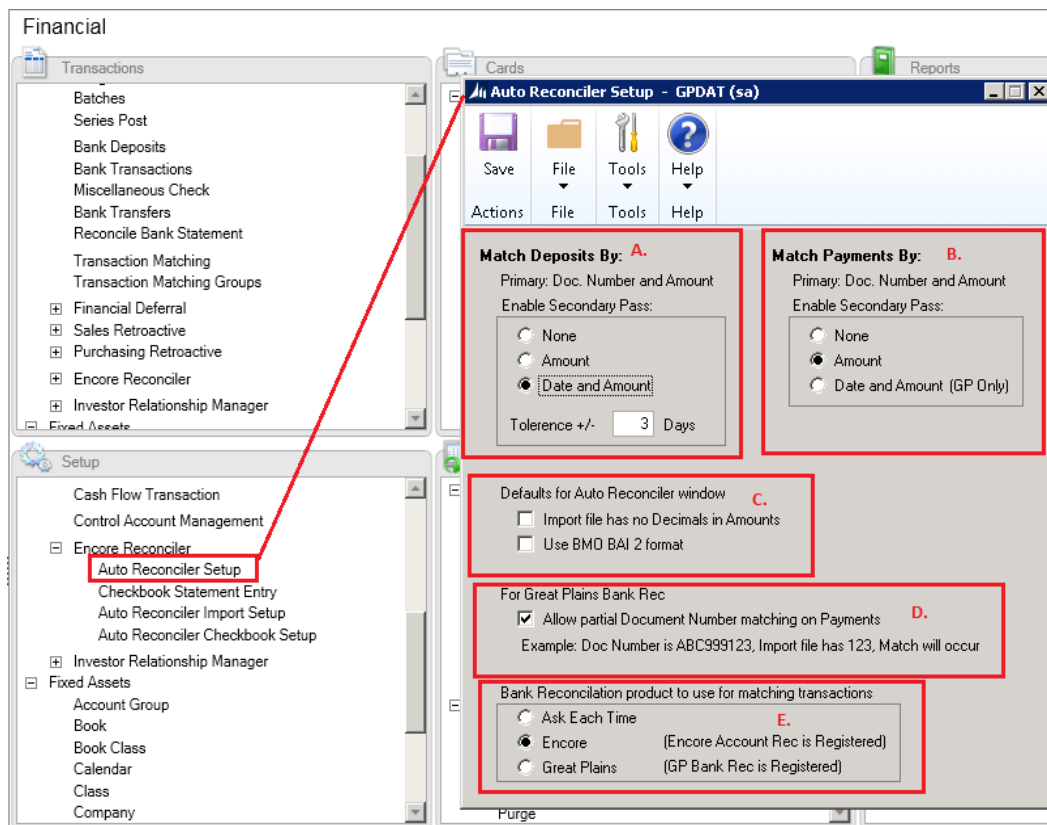 Financial
Transactions
Batches
Series Post
Bank Deposits
Bank Transactions
Miscellaneous Check
Bank Transfers
Reconcile Bank Statement
Transaction Matching
Transaction Matching Groups
Financial Deferral
Sales Retroactive
Purchasing Retroactive
Encore Reconciler
Investor Relationship Manager
Fixed Assets
Cards
Reports
Setup
Cash Flow Transaction
Control Account Management
Encore Reconciler
Auto Reconciler Setup
Checkbook Statement Entry
Auto Reconciler Import Setup
Auto Reconciler Checkbook Setup
Investor Relationship Manager
Fixed Assets
Account Group
Book
Book Class
Calendar
Class
Company
Auto Reconciler Setup - GPDAT (sa)
Save File Tools Help
Actions File Tools Help
Match Deposits By: A.
Primary: Doc. Number and Amount
Enable Secondary Pass:
None
Amount
Date and Amount
Tolerence +/- 3 Days
Match Payments By: B.
Primary: Doc. Number and Amount
Enable Secondary Pass:
None
Amount
Date and Amount (GP Only)
Defaults for Auto Reconciler window C.
Import file has no Decimals in Amounts
Use BMO BAI 2 format
For Great Plains Bank Rec
Allow partial Document Number matching on Payments D.
Example: Doc Number is ABC999123, Import file has 123, Match will occur
Bank Reconcilation product to use for matching transactions
Ask Each Time E.
Encore (Encore Account Rec is Registered)
Great Plains (GP Bank Rec is Registered)
Purge